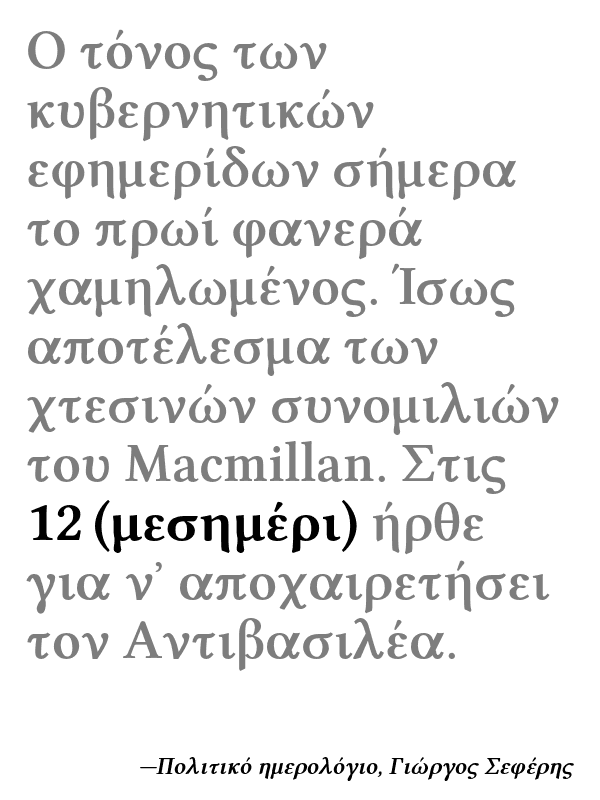 Ο τόνος των
κυβερνητικών
εφημερίδων σήμερα
το πρωί φανερά
χαμηλωμένος. Ίσως
αποτέλεσμα των
χτεσινών συνομιλιών
του Macmillan. Στις
12 (μεσημέρι) ήρθε
για ν’ αποχαιρετήσει
τον Αντιβασιλέα.
—Πολιτικό ημερολόγιο, Γιώργος Σεφέρης